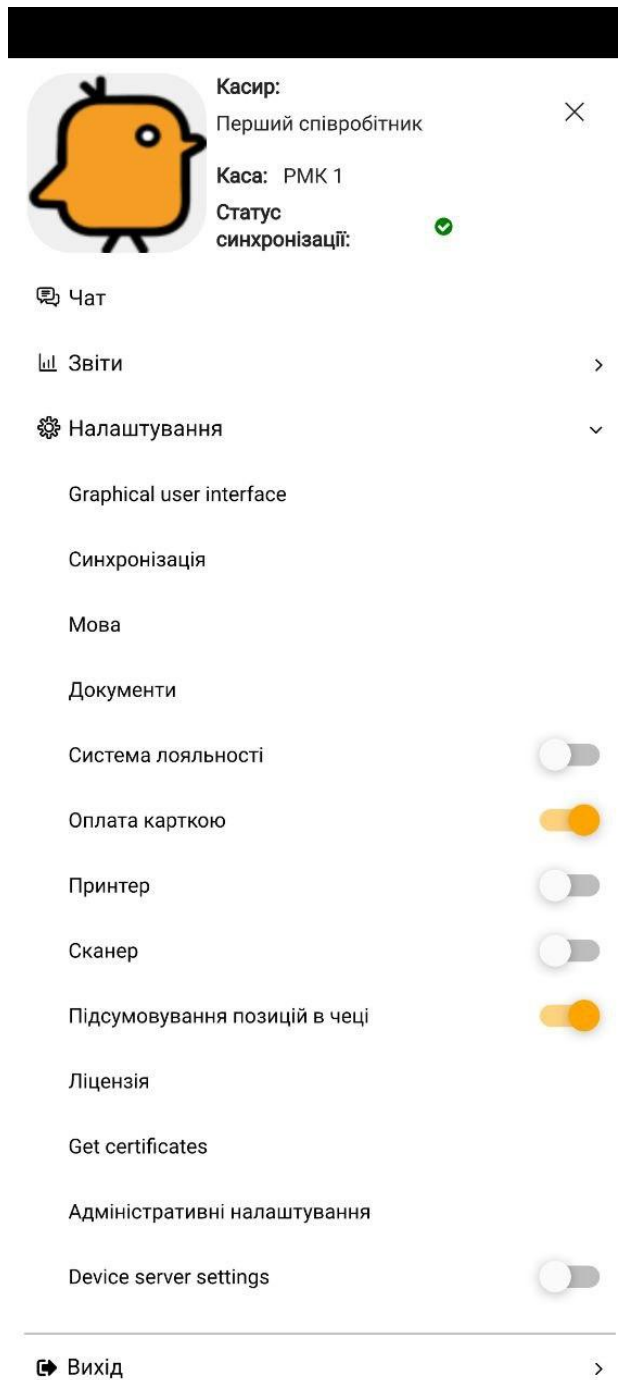 Касир:
Перший співробітник
Каса: РМК 1
Статус
синхронізації:
Чат
Звіти
Налаштування
Graphical user interface
Синхронізація
Мова
Документи
Система лояльності
Оплата карткою
Принтер
Сканер
Підсумовування позицій в чеці
Ліцензія
Get certificates
Адміністративні налаштування
Device server settings
Вихід